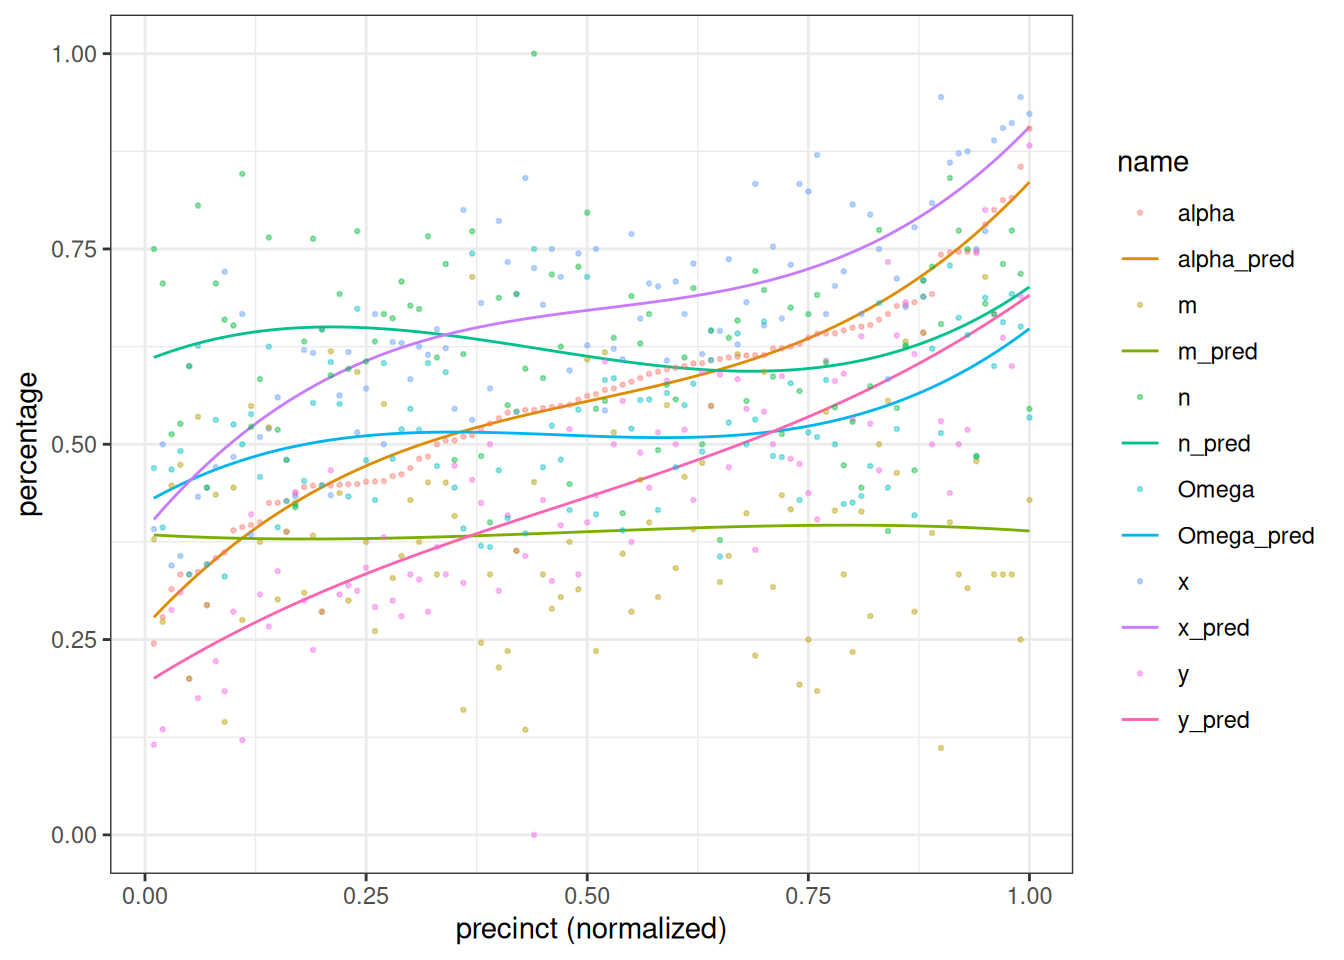 1.00
0.75
0.50
0.25
0.00
percentage
0.00 0.25 0.50 0.75 1.00
precinct (normalized)
name
alpha
alpha_pred
m
m_pred
n
n_pred
Omega
Omega_pred
x
x_pred
y
y_pred